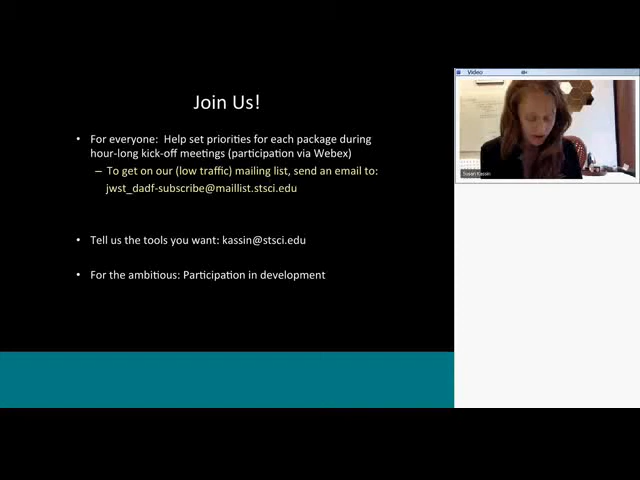 Join Us!
• For everyone: Help set priorities for each package during
hour-long kick-off meetings (participation via Webex)
– To get on our (low traffic) mailing list, send an email to:
jwst_dadf-subscribe@maillist.stsci.edu
• Tell us the tools you want: kassin@stsci.edu
• For the ambitious: Participation in development
Video
Susan Kassin